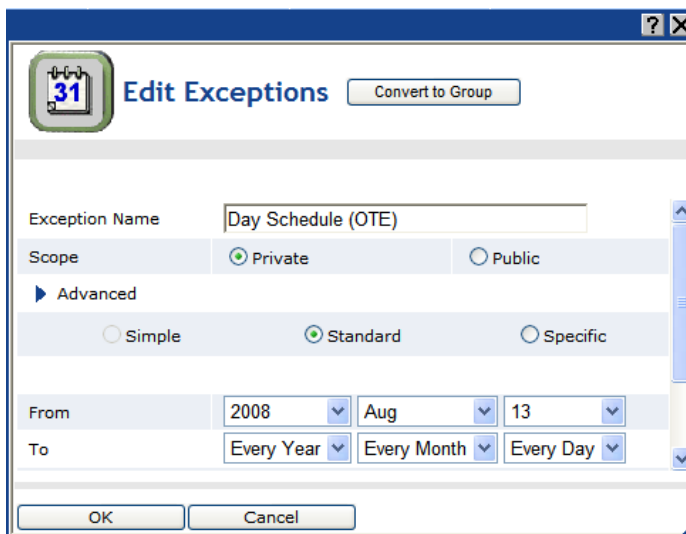 ? X
31 Edit Exceptions Convert to Group
Exception Name Day Schedule (OTE)
Scope Private Public
Advanced
Simple Standard Specific
From 2008 Aug 13
To Every Year Every Month Every Day
OK Cancel